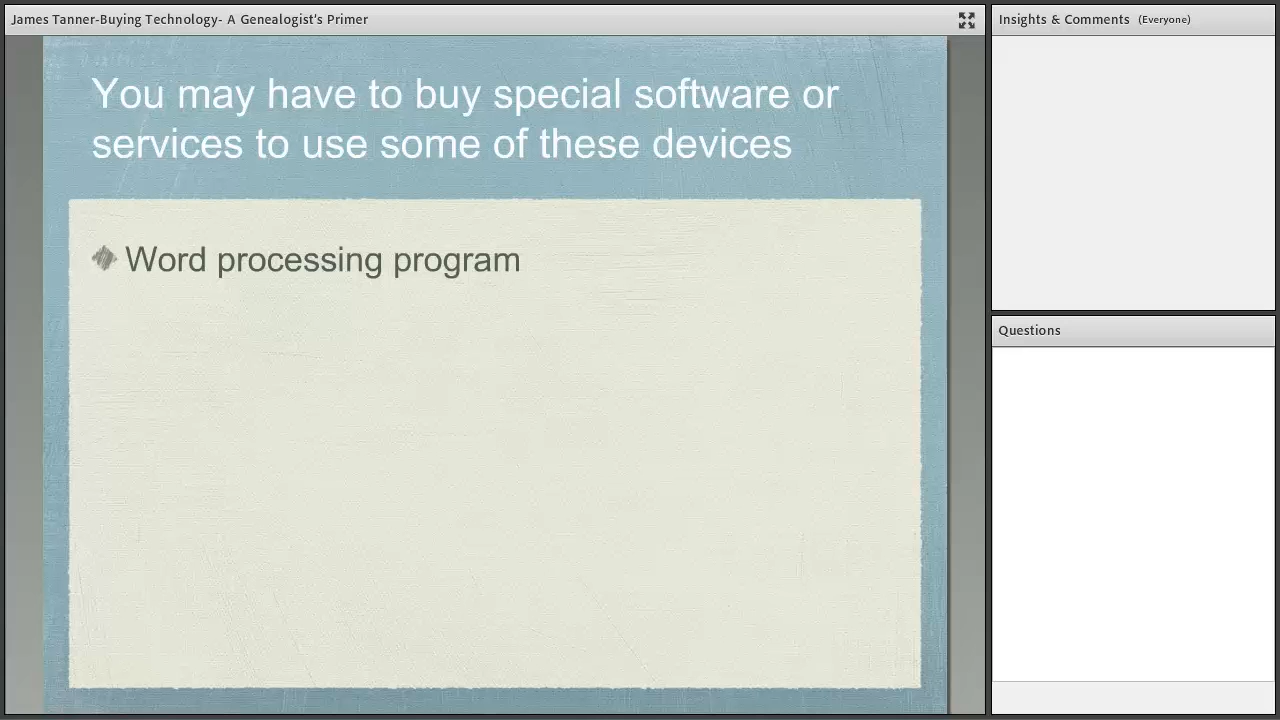 James Tanner-Buying Technology- A Genealogist's Primer
Insights & Comments (Everyone)
You may have to buy special software or
services to use some of these devices
Word processing program
Questions